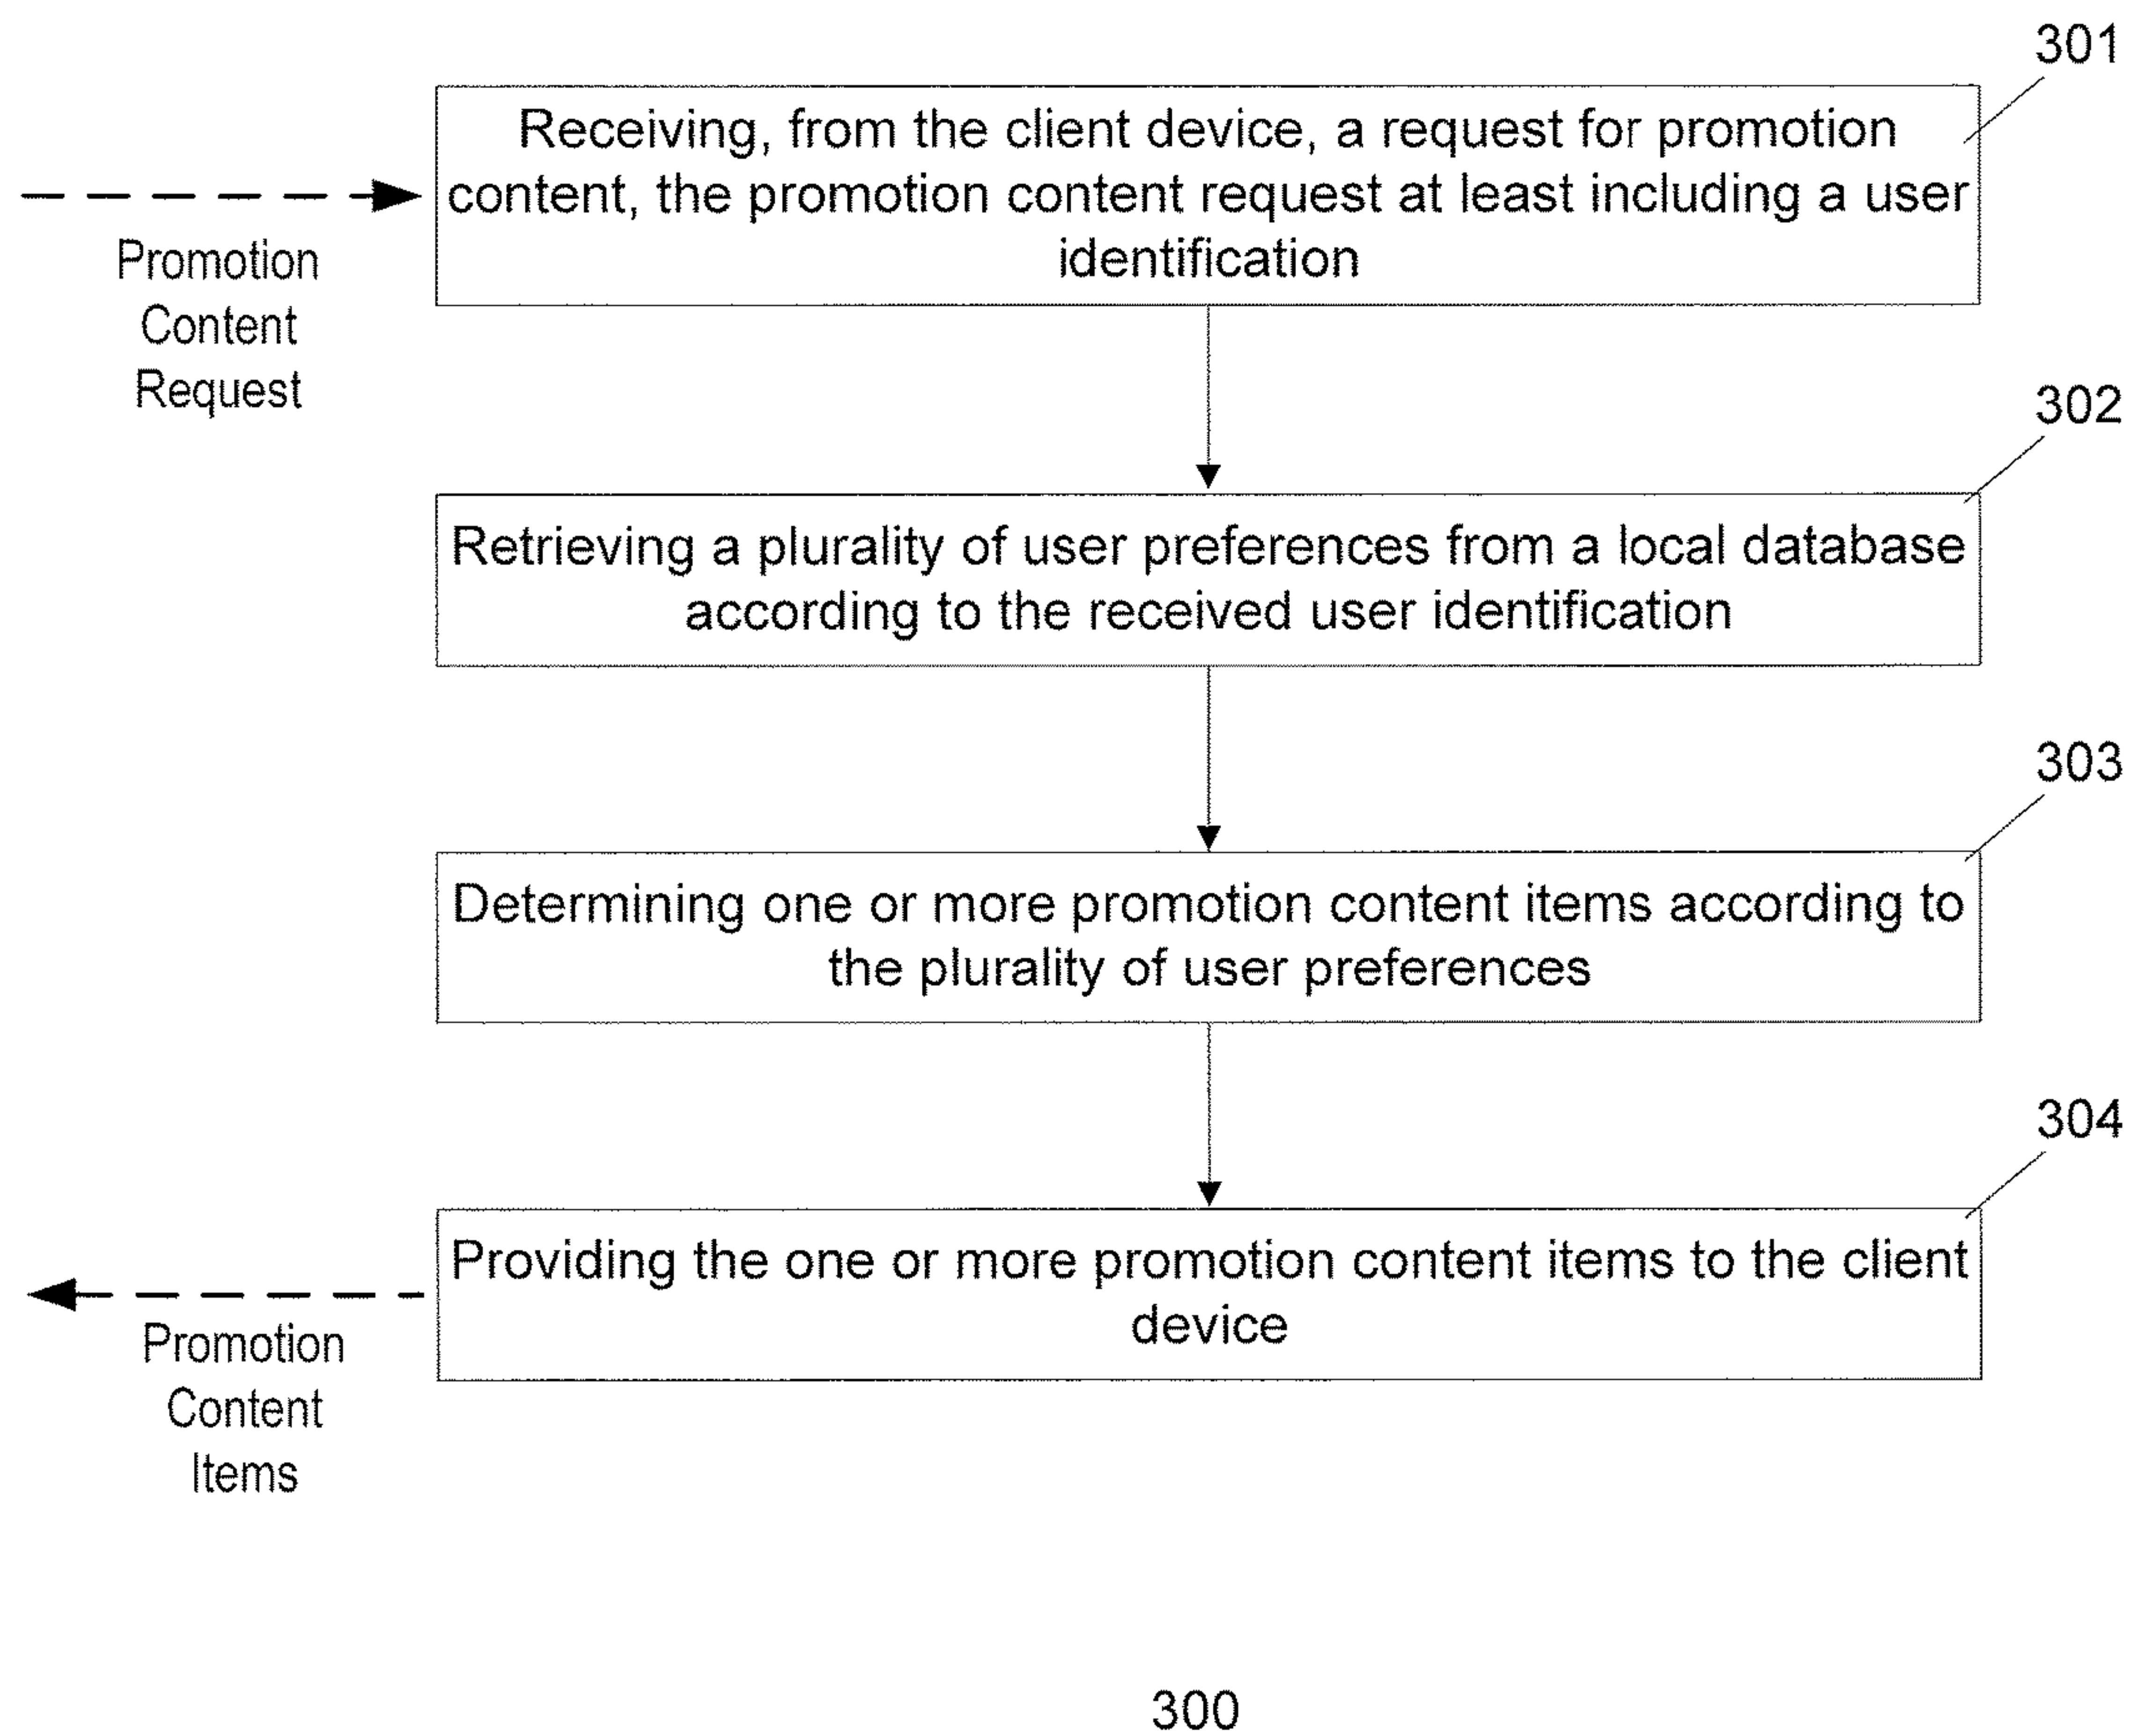 301
Receiving, from the client device, a request for promotion
content, the promotion content request at least including a user
identification
Promotion
Content
Request
302
Retrieving a plurality of user preferences from a local database
according to the received user identification
303
Determining one or more promotion content items according to
the plurality of user preferences
304
Providing the one or more promotion content items to the client
device
Promotion
Content
Items
300